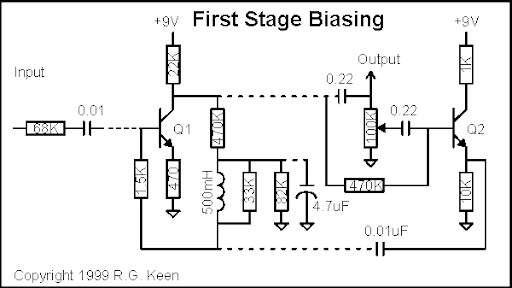 First Stage Biasing
+9V
+9V
22K
1K
Output
Input
0.22
0.01
0.22
68K
Q1
470K
100K
Q2
1.5K
470
500mH
33K
82K
4.7uF
470K
10K
0.01uF
Copyright 1999 R.G. Keen